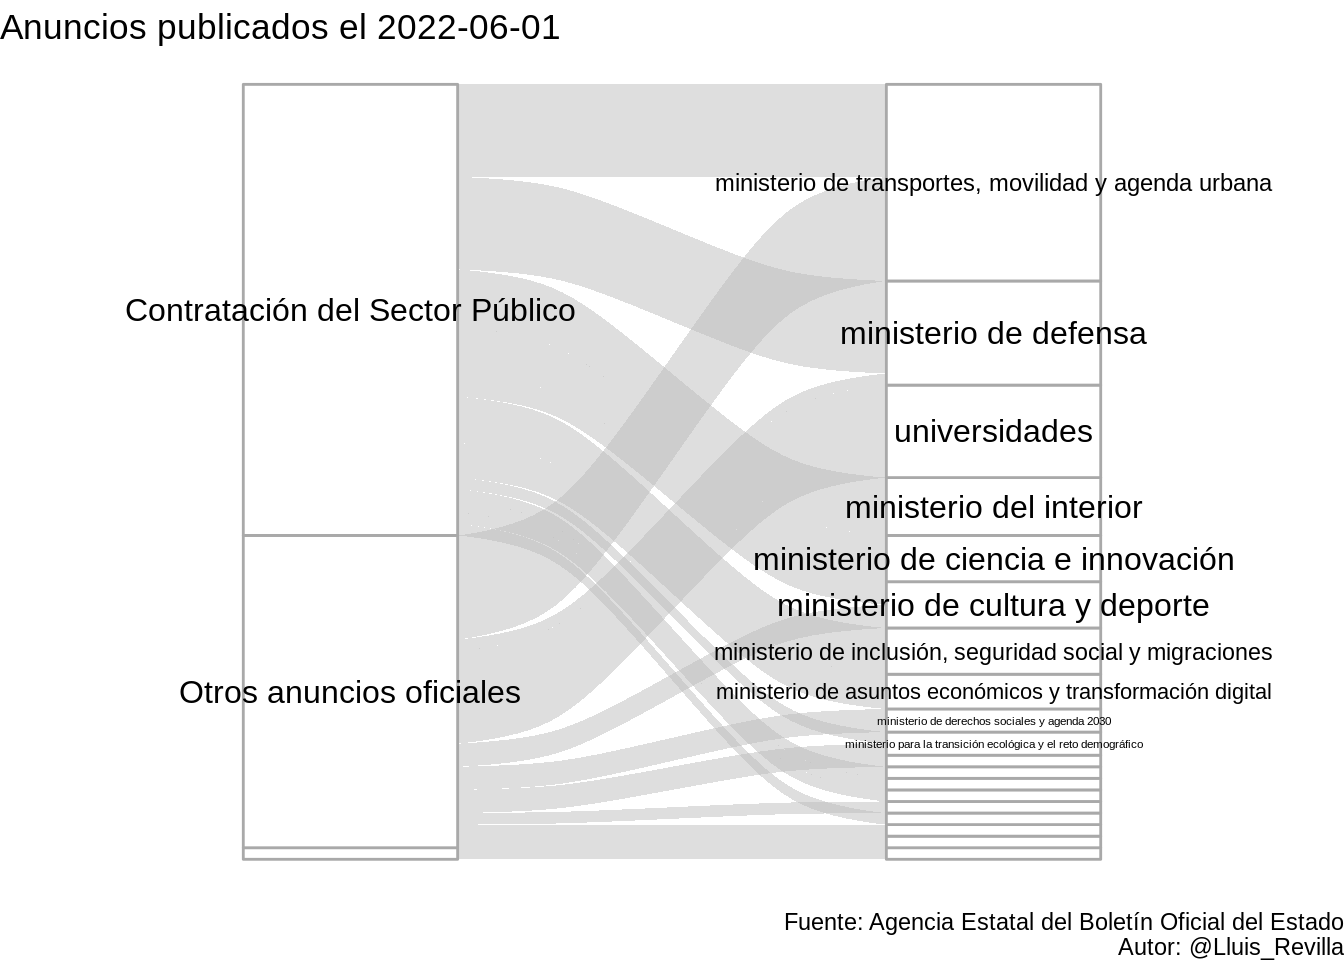 Anuncios publicados el 2022-06-01
ministerio de transportes, movilidad y agenda urbana
Contratación del Sector Público
ministerio de defensa
universidades
ministerio del interior
ministerio de ciencia e innovación
ministerio de cultura y deporte
ministerio de inclusión, seguridad social y migraciones
Otros anuncios oficiales
ministerio de asuntos económicos y transformación digital
ministerio de derechos sociales y agenda 2030
ministerio para la transición ecológica y el reto demográfico
Fuente: Agencia Estatal del Boletín Oficial del Estado
Autor: @Lluis_Revilla